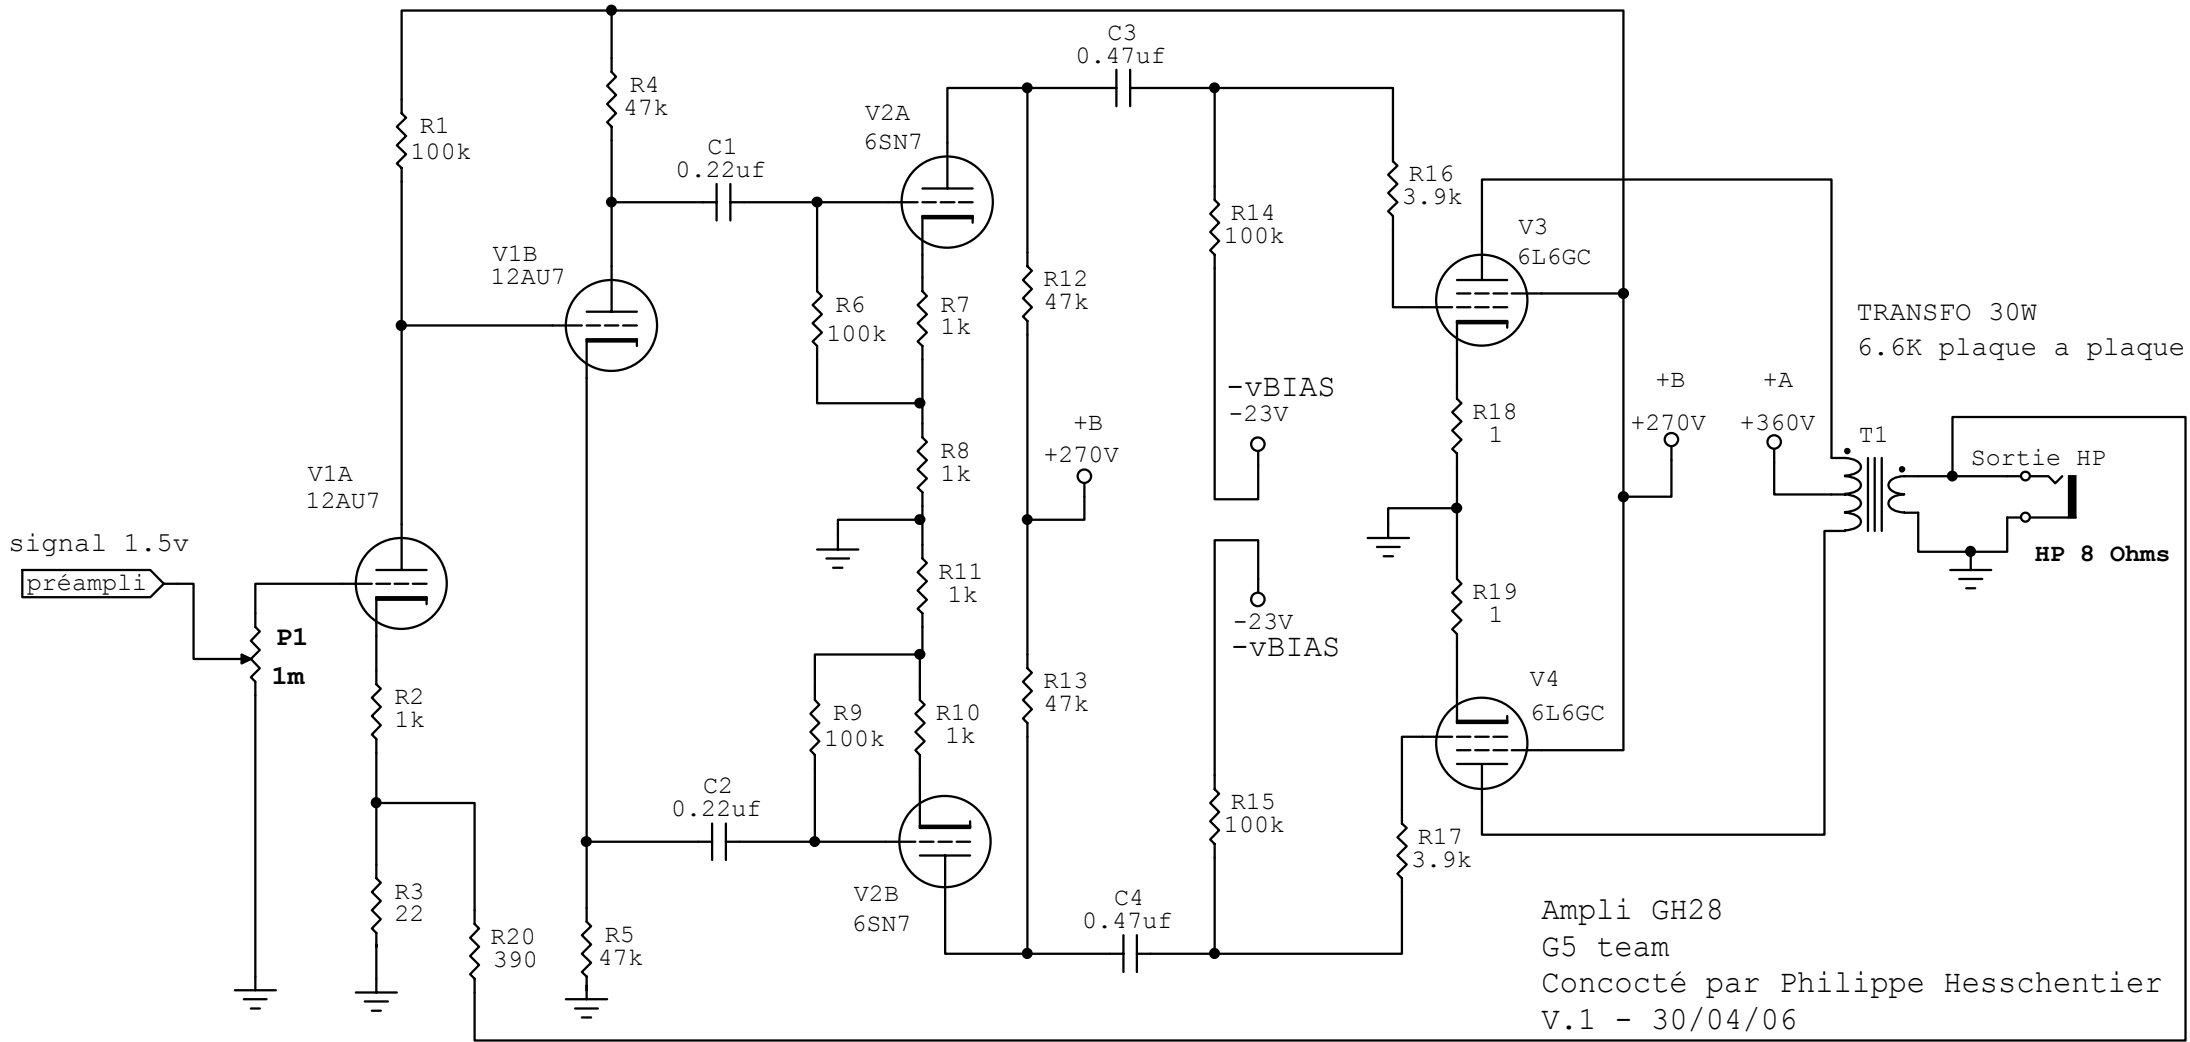 C3
0.47uf
R4
47k
V2A
6SN7
R1
100k
C1
0.22uf
R16
3.9k
R14
100k
V3
6L6GC
V1B
12AU7
R12
47k
R6
100k
R7
1k
TRANSFO 30W
6.6K plaque a plaque
-vBIAS
-23V
+B
+270V
+A
+360V
R18
1
+B
+270V
T1
R8
1k
Sortie HP
V1A
12AU7
signal 1.5v
préampli
HP 8 Ohms
R11
1k
R19
1
-23V
-vBIAS
P1
1m
R2
1k
R9
100k
R10
1k
R13
47k
V4
6L6GC
C2
0.22uf
R15
100k
R17
3.9k
R3
22
V2B
6SN7
C4
0.47uf
R20
390
R5
47k
Ampli GH28
G5 team
Concocté par Philippe Hesschentier
V.1 - 30/04/06